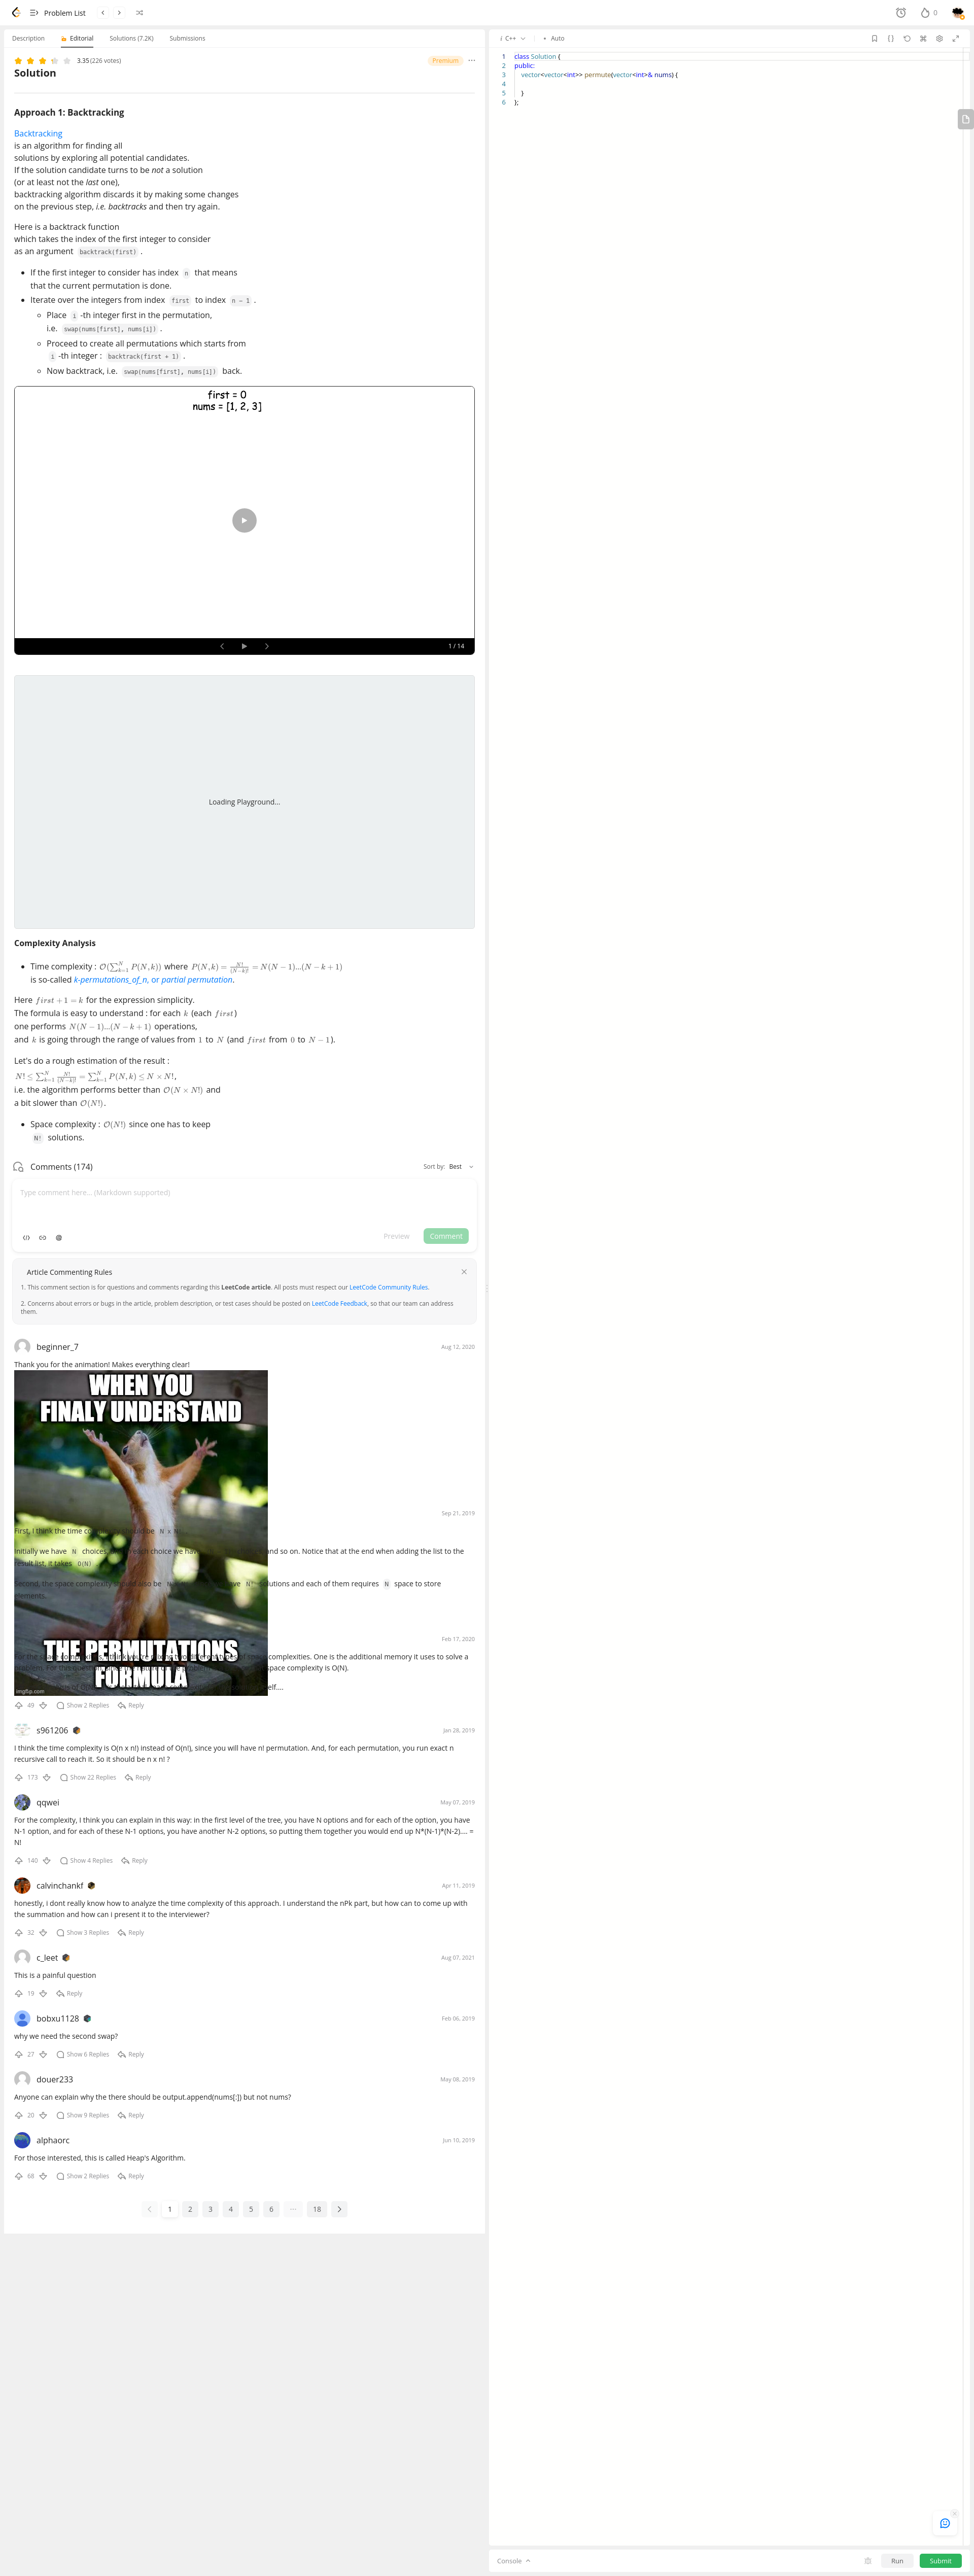 Problem List
0
Description
Editorial
Solutions (7.2K)
Submissions
3.35 (226 votes)
Premium
Solution
Approach 1: Backtracking
Backtracking
is an algorithm for finding all
solutions by exploring all potential candidates.
If the solution candidate turns to be not a solution
(or at least not the last one),
backtracking algorithm discards it by making some changes
on the previous step, i.e. backtracks and then try again.
Here is a backtrack function
which takes the index of the first integer to consider
as an argument backtrack(first) .
• If the first integer to consider has index n that means
that the current permutation is done.
• Iterate over the integers from index first to index n - 1 .
Place i -th integer first in the permutation,
i.e. swap(nums[first], nums[i]) .
Proceed to create all permutations which starts from
i -th integer : backtrack(first + 1) .
Now backtrack, i.e. swap(nums[first], nums[i]) back.
first = 0
nums = [1, 2, 3]
1 / 14
Loading Playground...
Complexity Analysis
• Time complexity : O(∑_{k=1}^{N} P(N, k)) where P(N, k) = N!/(N−k)! = N(N − 1)...(N − k + 1)
is so-called k-permutations_of_n, or partial permutation.
Here first + 1 = k for the expression simplicity.
The formula is easy to understand : for each k (each first)
one performs N(N − 1)...(N − k + 1) operations,
and k is going through the range of values from 1 to N (and first from 0 to N − 1).
Let's do a rough estimation of the result :
N! ≤ ∑_{k=1}^{N} N!/(N−k)! = ∑_{k=1}^{N} P(N, k) ≤ N × N!,
i.e. the algorithm performs better than O(N × N!) and
a bit slower than O(N!).
• Space complexity : O(N!) since one has to keep
N! solutions.
Comments (174)
Sort by: Best
Type comment here... (Markdown supported)
Preview
Comment
Article Commenting Rules
1. This comment section is for questions and comments regarding this LeetCode article. All posts must respect our LeetCode Community Rules.
2. Concerns about errors or bugs in the article, problem description, or test cases should be posted on LeetCode Feedback, so that our team can address
them.
beginner_7
Aug 12, 2020
Thank you for the animation! Makes everything clear!
WHEN YOU
FINALY UNDERSTAND
Sep 21, 2019
First, I think the time be N x N
Initially we have N choices, choice we and so on. Notice that at the end when adding the list to the
result list, it takes O(N)
Second, the space complexity should also be solutions and each of them requires N space to store
elements.
Feb 17, 2020
THE PERMUTATIONS
FORMULA
complexities. One is the additional memory it uses to solve a
space complexity is O(N).
imgflip.com
49
Show 2 Replies
Reply
s961206
Jan 28, 2019
I think the time complexity is O(n x n!) instead of O(n!), since you will have n! permutation. And, for each permutation, you run exact n
recursive call to reach it. So it should be n x n! ?
173
Show 22 Replies
Reply
qqwei
May 07, 2019
For the complexity, I think you can explain in this way: in the first level of the tree, you have N options and for each of the option, you have
N-1 option, and for each of these N-1 options, you have another N-2 options, so putting them together you would end up N*(N-1)*(N-2).... =
N!
140
Show 4 Replies
Reply
calvinchankf
Apr 11, 2019
honestly, i dont really know how to analyze the time complexity of this approach. I understand the nPk part, but how can to come up with
the summation and how can i present it to the interviewer?
32
Show 3 Replies
Reply
c_leet
Aug 07, 2021
This is a painful question
19
Reply
bobxu1128
Feb 06, 2019
why we need the second swap?
27
Show 6 Replies
Reply
douer233
May 08, 2019
Anyone can explain why the there should be output.append(nums[:]) but not nums?
20
Show 9 Replies
Reply
alphaorc
Jun 10, 2019
For those interested, this is called Heap's Algorithm.
68
Show 2 Replies
Reply
1 2 3 4 5 6 ... 18
i C++
• Auto
1 class Solution {
2 public:
3 vector<vector<int>> permute(vector<int>& nums) {
4
5 }
6 };
Console
Run
Submit